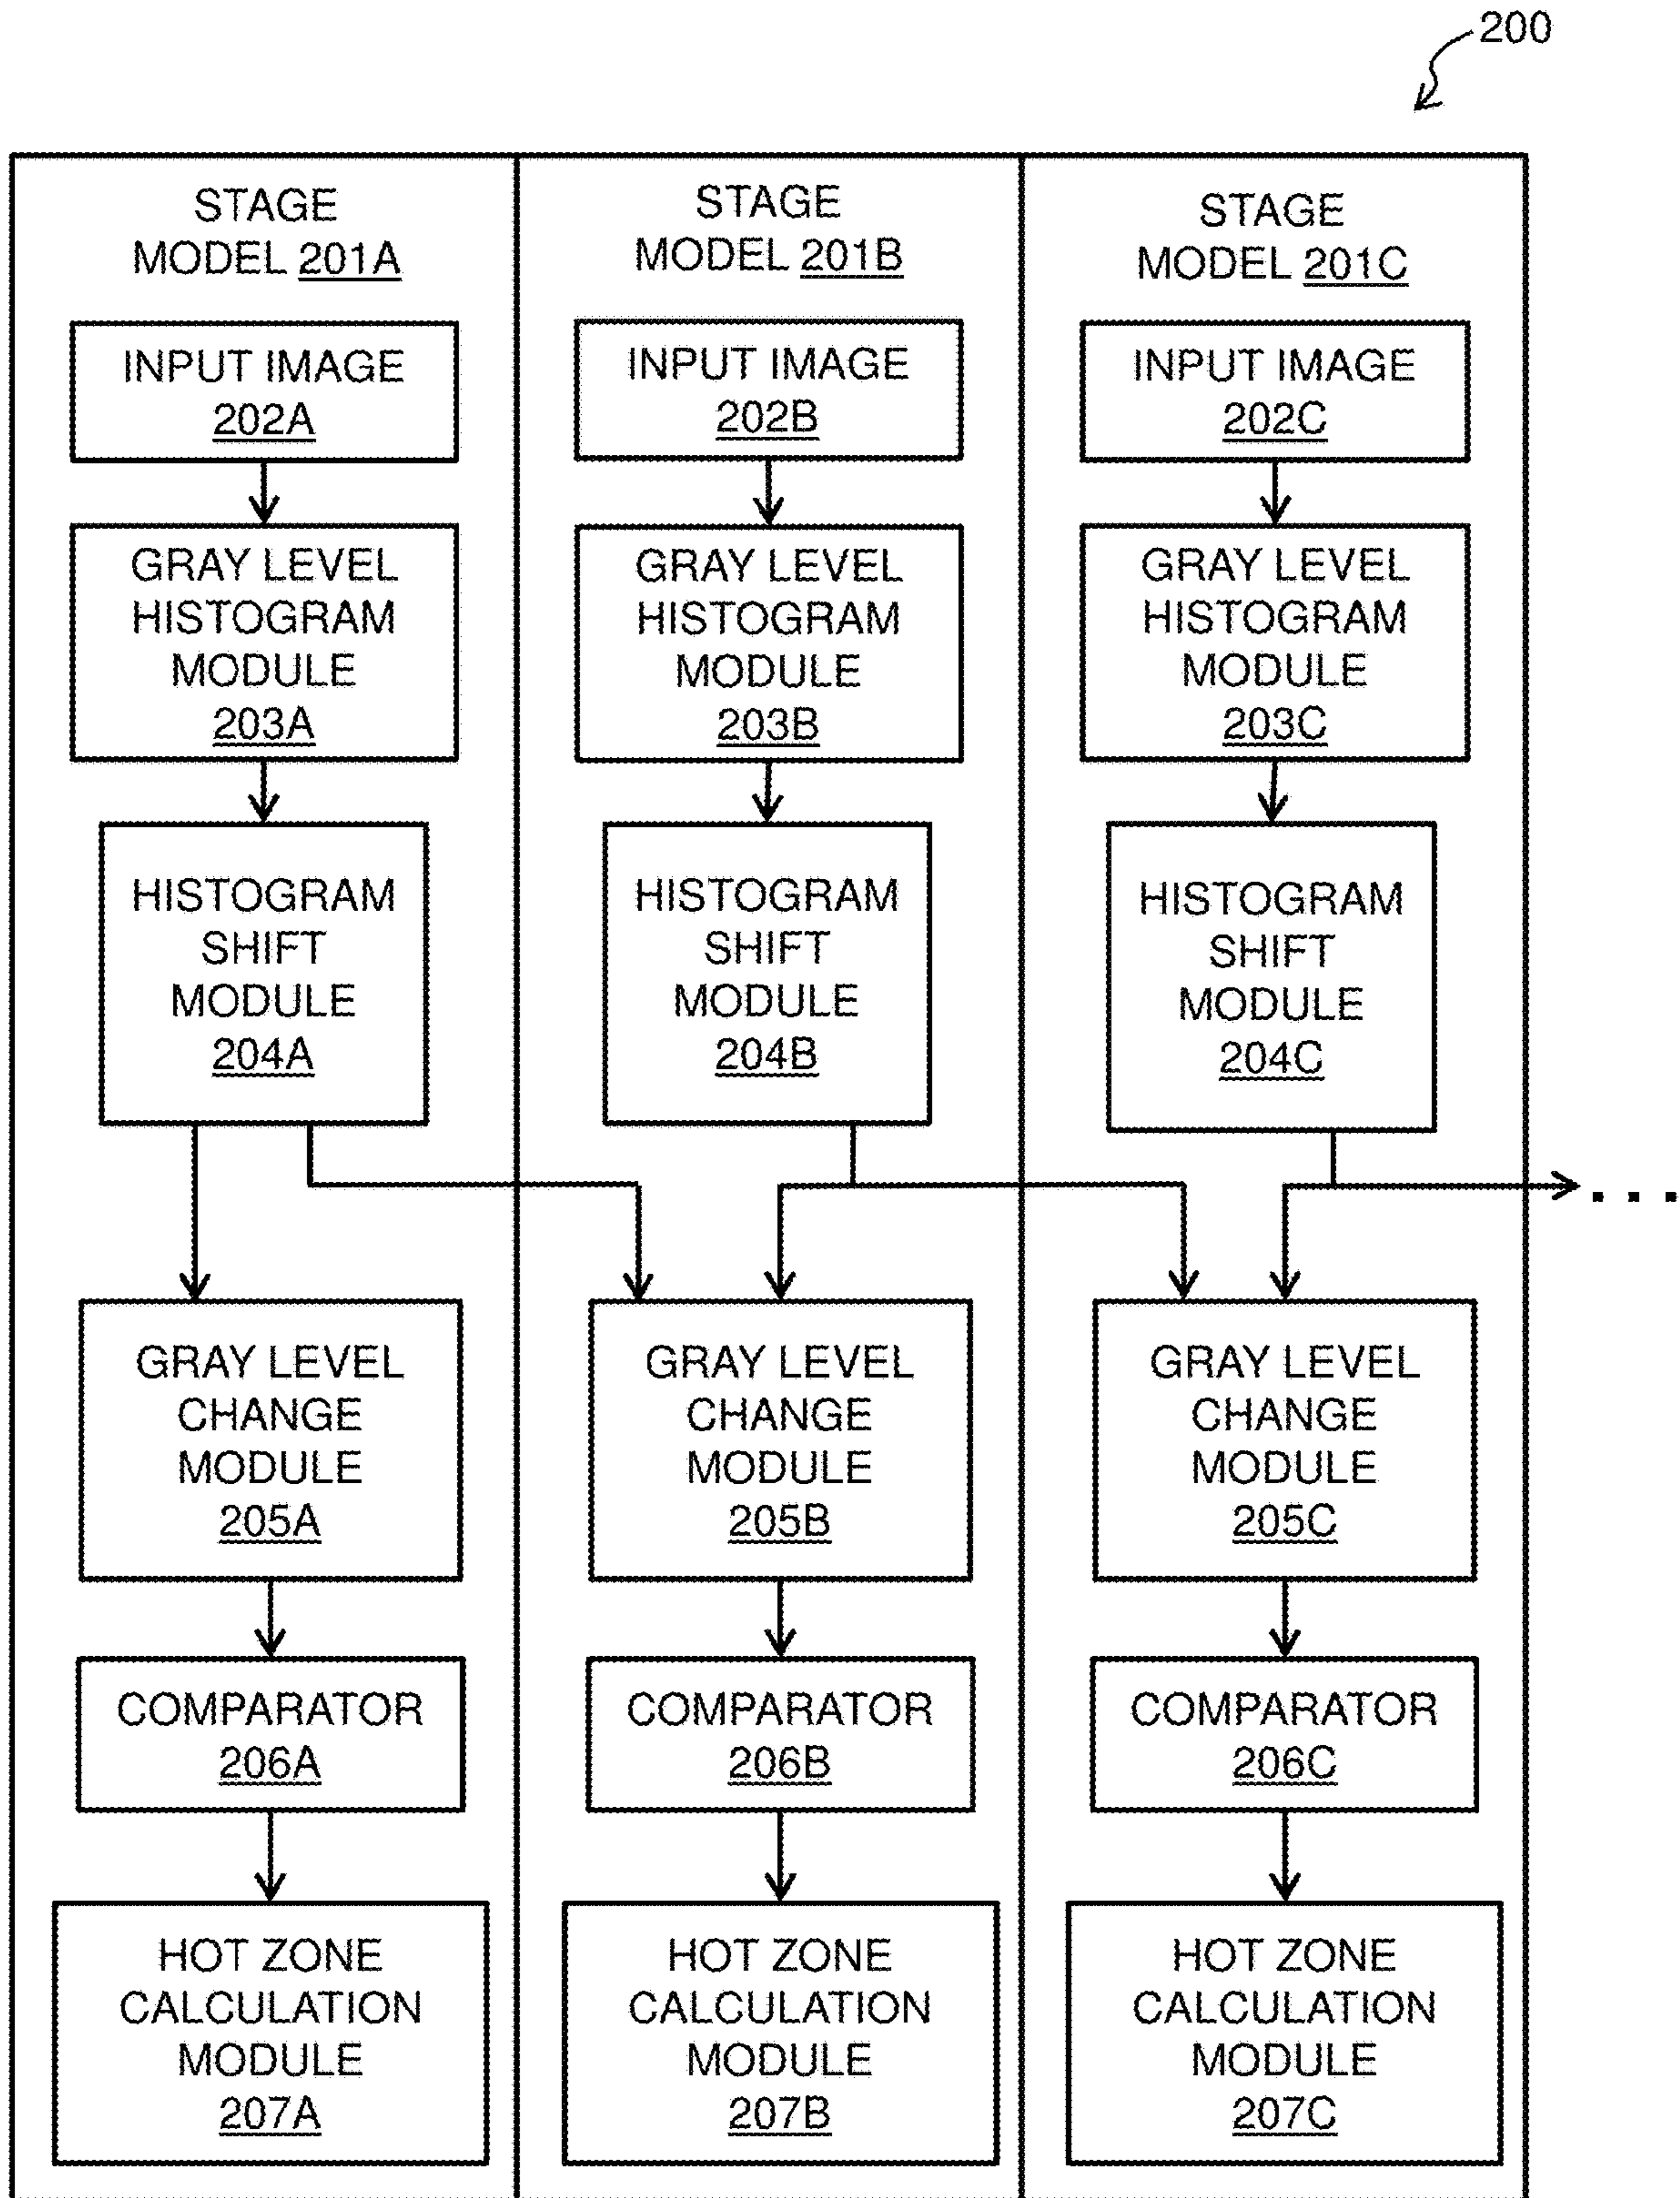 200
STAGE
MODEL 201A
INPUT IMAGE
202A
GRAY LEVEL
HISTOGRAM
MODULE
203A
HISTOGRAM
SHIFT
MODULE
204A
GRAY LEVEL
CHANGE
MODULE
205A
COMPARATOR
206A
HOT ZONE
CALCULATION
MODULE
207A
STAGE
MODEL 201B
INPUT IMAGE
202B
GRAY LEVEL
HISTOGRAM
MODULE
203B
HISTOGRAM
SHIFT
MODULE
204B
GRAY LEVEL
CHANGE
MODULE
205B
COMPARATOR
206B
HOT ZONE
CALCULATION
MODULE
207B
STAGE
MODEL 201C
INPUT IMAGE
202C
GRAY LEVEL
HISTOGRAM
MODULE
203C
HISTOGRAM
SHIFT
MODULE
204C
. . .
GRAY LEVEL
CHANGE
MODULE
205C
COMPARATOR
206C
HOT ZONE
CALCULATION
MODULE
207C